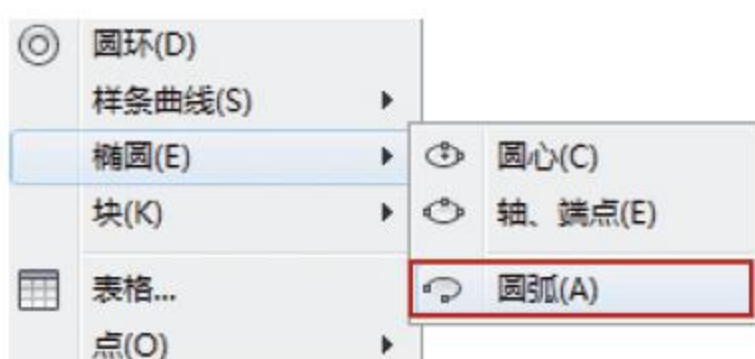 圆环(D)
样条曲线(S)
椭圆(E)
块(K)
表格...
点(O)
圆心(C)
轴、端点(E)
圆弧(A)